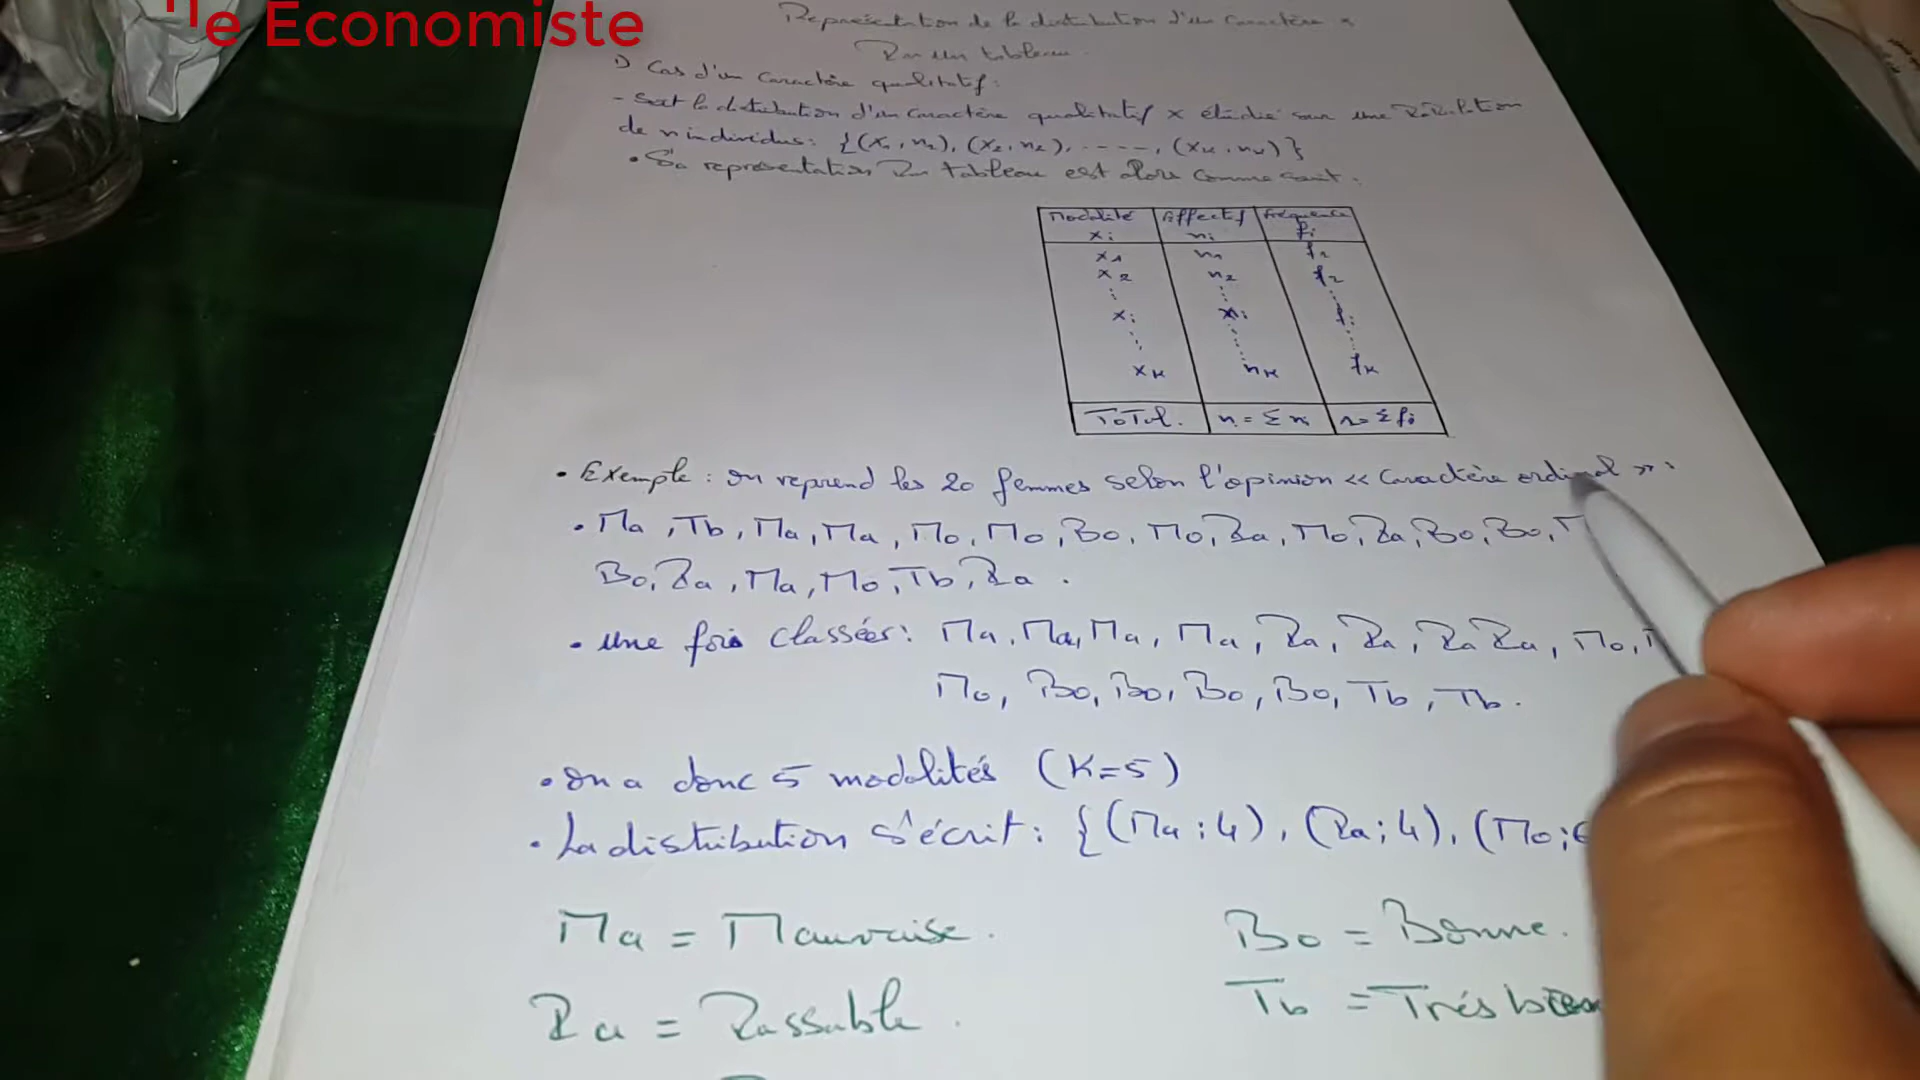 le Economiste
Représentation de la distribution d'un Caractère x
Par un tableau.
1) Cas d'un Caractère qualitatif:
- Soit la distribution d'un Caractère qualitatif x étudié sur une Population
de n individus: {(x1, n1), (x2, n2), ....., (xk, nk)}
• Sa représentation Par tableau est alors Comme suit:
Modalité Effectif Fréquence
xi ni fi
x1 n1 f1
x2 n2 f2
xi ni fi
xk nk fk
ToTal. n = Σ ni Σ fi
• Exemple: on reprend les 20 femmes selon l'opinion « Caractère ordinal »:
• Ma, Tb, Ma, Ma, Mo, Mo, Bo, Mo, Pa, Mo, Pa, Bo, Bo,
Bo, Pa, Ma, Mo, Tb, Pa.
• une fois classées: Ma, Ma, Ma, Ma, Pa, Pa, Pa Pa, Mo,
Mo, Bo, Bo, Bo, Bo, Tb, Tb.
• on a donc 5 modalités (K=5)
• La distribution s'écrit: {(Ma; 4), (Pa; 4), (Mo; 6
Ma = Mauvaise. Bo = Bonne.
Pa = Passable. Tb = Trés bien